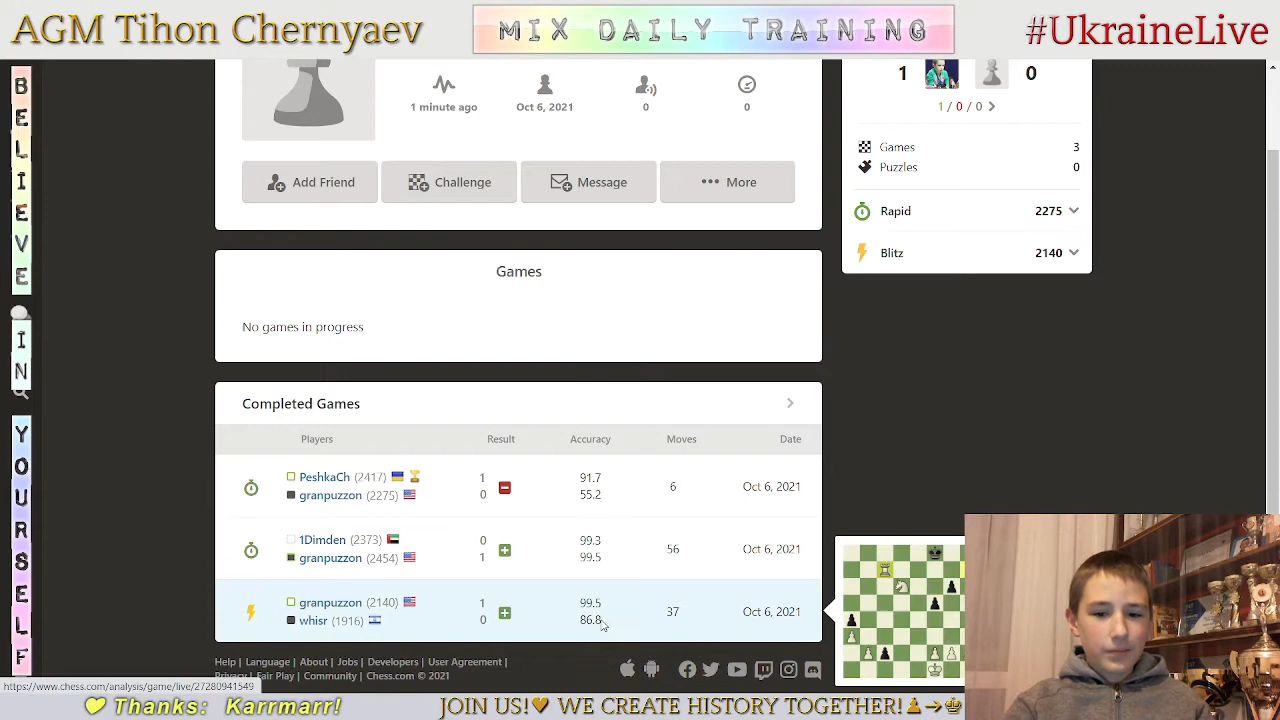 AGM Tihon Chernyaev
MIX DAILY TRAINING
#UkraineLive
BELIEVE
IN
YOURSELF
1 minute ago
Oct 6, 2021
0
0
Add Friend
Challenge
Message
More
Games
No games in progress
Completed Games
Players Result Accuracy Moves Date
PeshkaCh (2417) 1 91.7
granpuzzon (2275) 0 55.2
6 Oct 6, 2021
1Dimden (2373) 0 99.3
granpuzzon (2454) 1 99.5
56 Oct 6, 2021
granpuzzon (2140) 1 99.5
whisr (1916) 0 86.8
37 Oct 6, 2021
Help | Language | About | Jobs | Developers | User Agreement |
Privacy | Fair Play | Community | Chess.com © 2021
1 0
1 / 0 / 0
Games 3
Puzzles 0
Rapid 2275
Blitz 2140
https://www.chess.com/analysis/game/live/27280941549
Thanks: Karrmarr!
JOIN US! WE CREATE HISTORY TOGETHER!